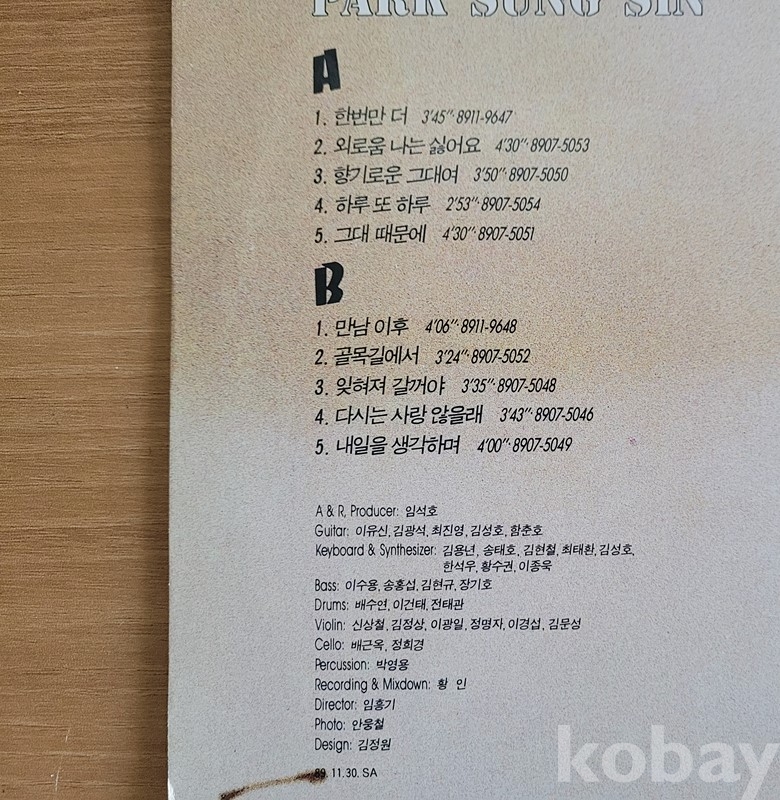 PARK SUNG SIN
A
1. 한번만 더 3'45"·8911-9647
2. 외로움 나는 싫어요 4'30"·8907-5053
3. 향기로운 그대여 3'50"·8907-5050
4. 하루 또 하루 2'53"·8907-5054
5. 그대 때문에 4'30"·8907-5051
B
1. 만남 이후 4'06"·8911-9648
2. 골목길에서 3'24"·8907-5052
3. 잊혀져 갈꺼야 3'35"·8907-5048
4. 다시는 사랑 않을래 3'43"·8907-5046
5. 내일을 생각하며 4'00"·8907-5049
A & R, Producer: 임석호
Guitar: 이유신, 김광석, 최진영, 김성호, 함춘호
Keyboard & Synthesizer: 김용년, 송태호, 김현철, 최태환, 김성호,
한석우, 황수권, 이종욱
Bass: 이수용, 송홍섭, 김현규, 장기호
Drums: 배수연, 이건태, 전태관
Violin: 신상철, 김정상, 이광일, 정명자, 이경섭, 김문성
Cello: 배근옥, 정희경
Percussion: 박영용
Recording & Mixdown: 황 인
Director: 임홍기
Photo: 안웅철
Design: 김정원
89. 11. 30. SA
kobay